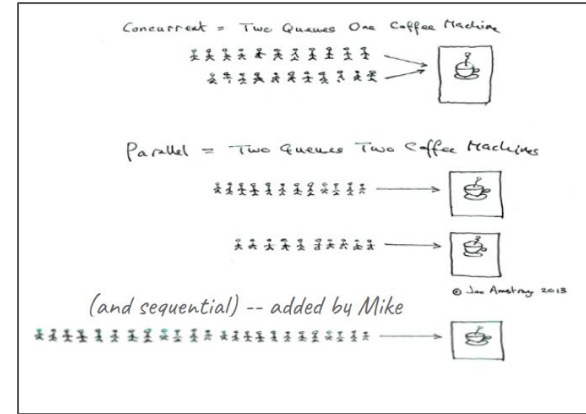 Concurrent = Two Queues One Coffee Machine
Parallel = Two Queues Two Coffee Machines
© Joe Armstrong 2013
(and sequential) -- added by Mike